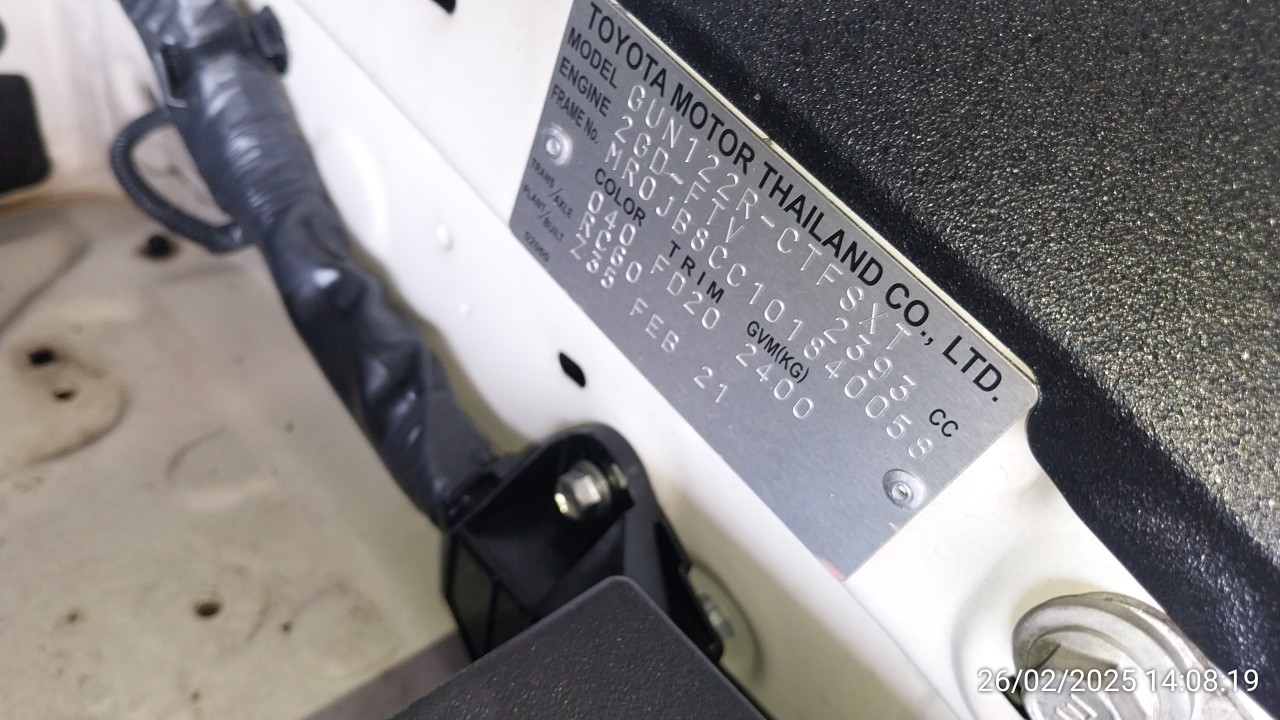 TOYOTA MOTOR THAILAND CO., LTD.
MODEL GUN122R-CTFSXT
ENGINE 2GD-FTV 2393 CC
FRAME No. MR0JB8CC101840058
COLOR TRIM GVM(KG)
040 FD20 2400
TRANS/AXLE RC60
PLANT/BUILT Z35 FEB 21
26/02/2025 14:08:19